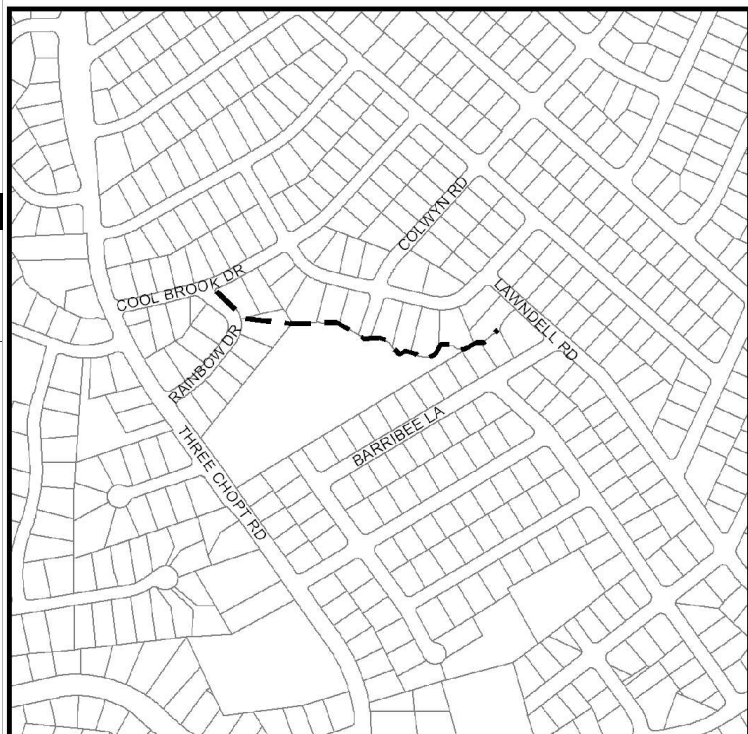 COLWYN RD
COOL BROOK DR
LAWNDELL RD
RAINBOW DR
BARRIBEE LA
THREE CHOPT RD